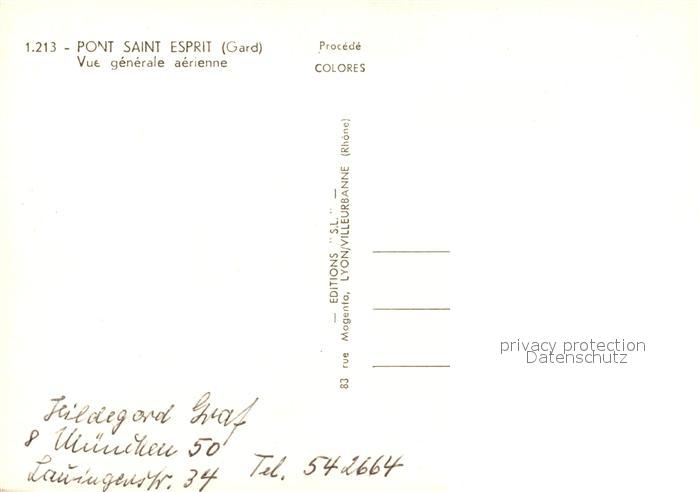 1.213 - PONT SAINT ESPRIT (Gard)
Vue générale aérienne
Procédé
COLORES
— EDITIONS "S.L." —
83 rue Magenta, LYON/VILLEURBANNE (Rhône)
privacy protection
Datenschutz
Hildegard Graf
8 München 50
Lauingerstr. 34 Tel. 542664